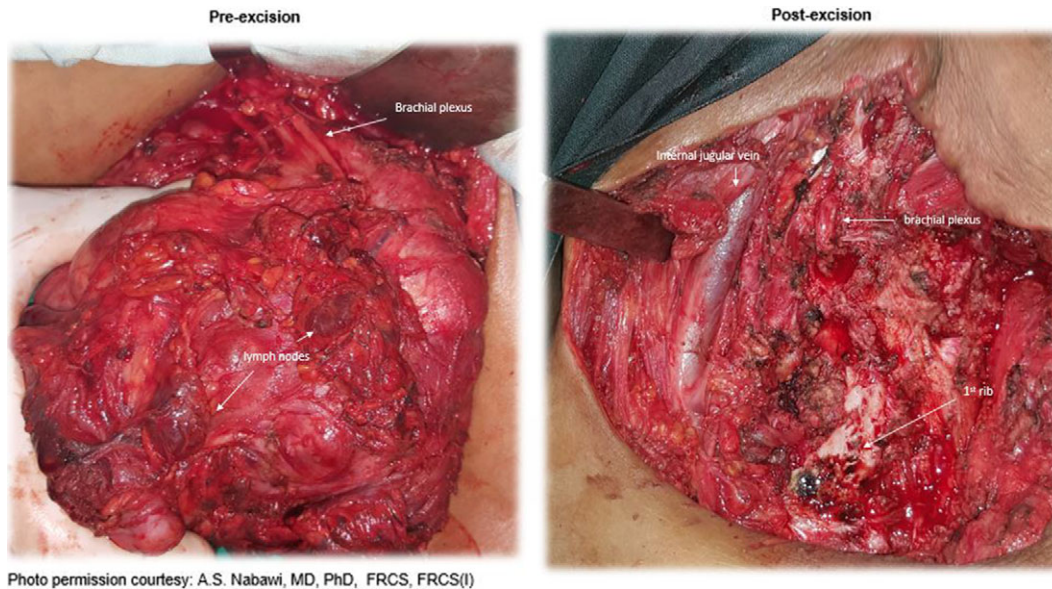 Pre-excision
Post-excision
Brachial plexus
lymph nodes
Internal jugular vein
brachial plexus
1st rib
Photo permission courtesy: A.S. Nabawi, MD, PhD, FRCS, FRCS(I)